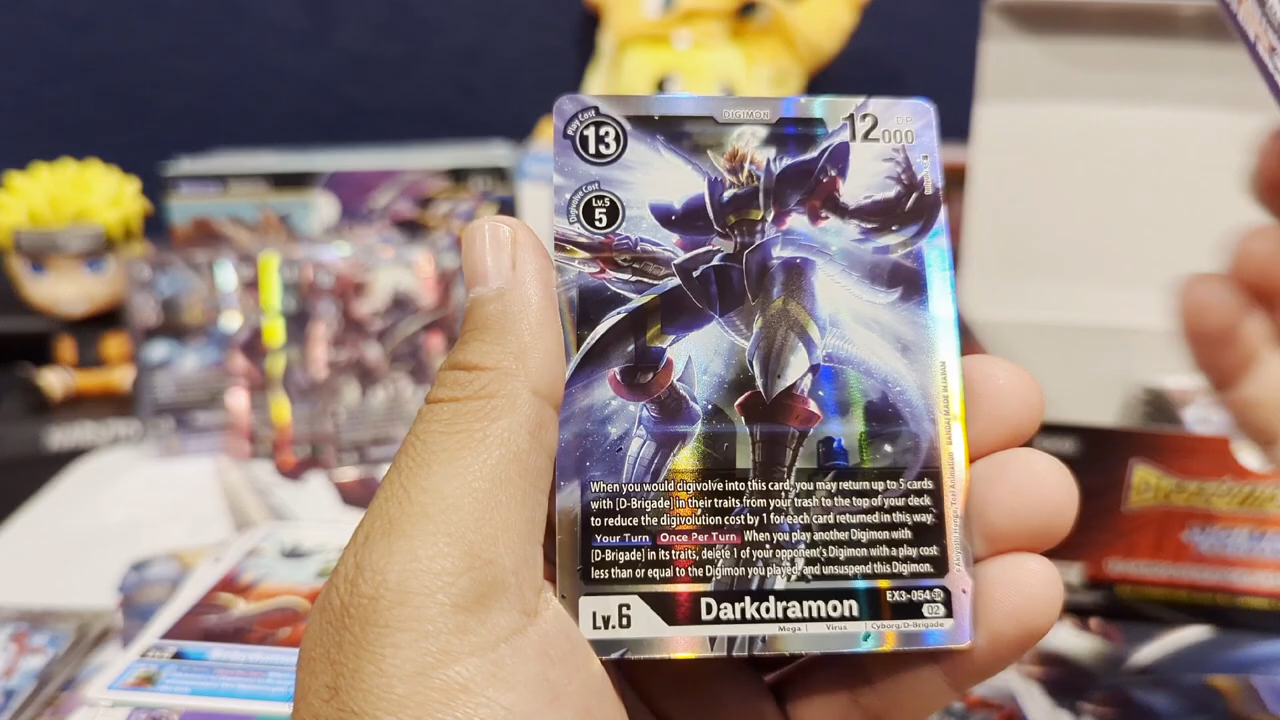 DIGIMON
Play Cost
13
12000
DP
Digivolve Cost
Lv.5
5
When you would digivolve into this card, you may return up to 5 cards
with [D-Brigade] in their traits from your trash to the top of your deck
to reduce the digivolution cost by 1 for each card returned in this way.
Your Turn Once Per Turn When you play another Digimon with
[D-Brigade] in its traits, delete 1 of your opponent's Digimon with a play cost
less than or equal to the Digimon you played, and unsuspend this Digimon.
BANDAI MADE IN JAPAN
©Akiyoshi Hongo, Toei Animation
Lv.6
Darkdramon
EX3-054 SR
02
Mega | Virus | Cyborg/D-Brigade
NARUTO